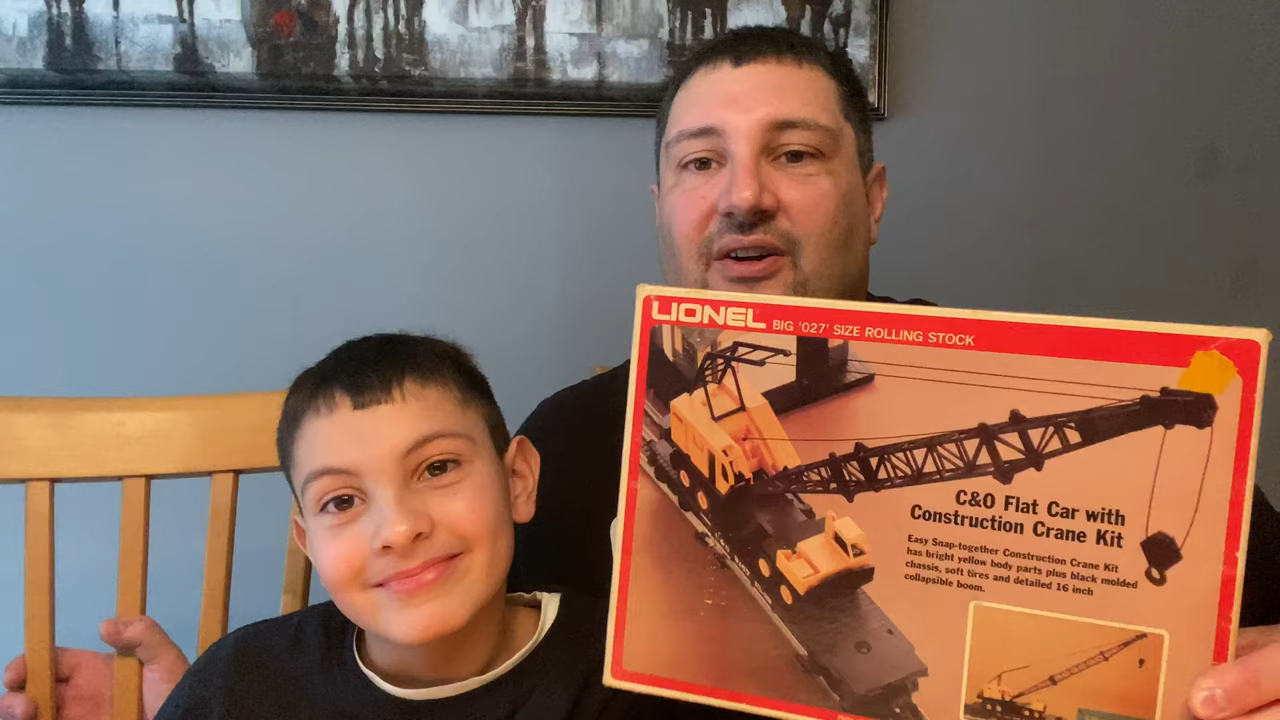 LIONEL BIG '027' SIZE ROLLING STOCK
C&O Flat Car with
Construction Crane Kit
Easy Snap-together Construction Crane Kit
has bright yellow body parts plus black molded
chassis, soft tires and detailed 16 inch
collapsible boom.